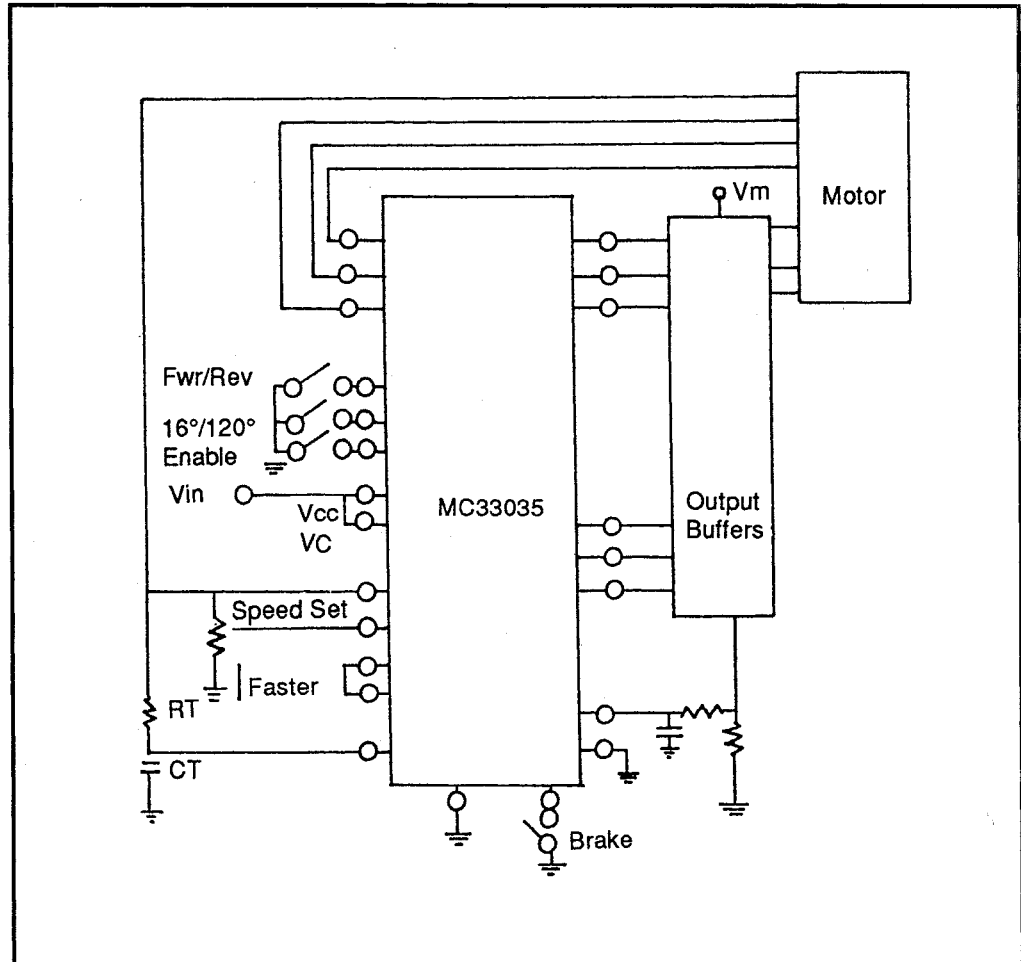 Motor
Vm
Fwr/Rev
16°/120°
Enable
Vin
Vcc
VC
MC33035
Output
Buffers
Speed Set
Faster
RT
CT
Brake